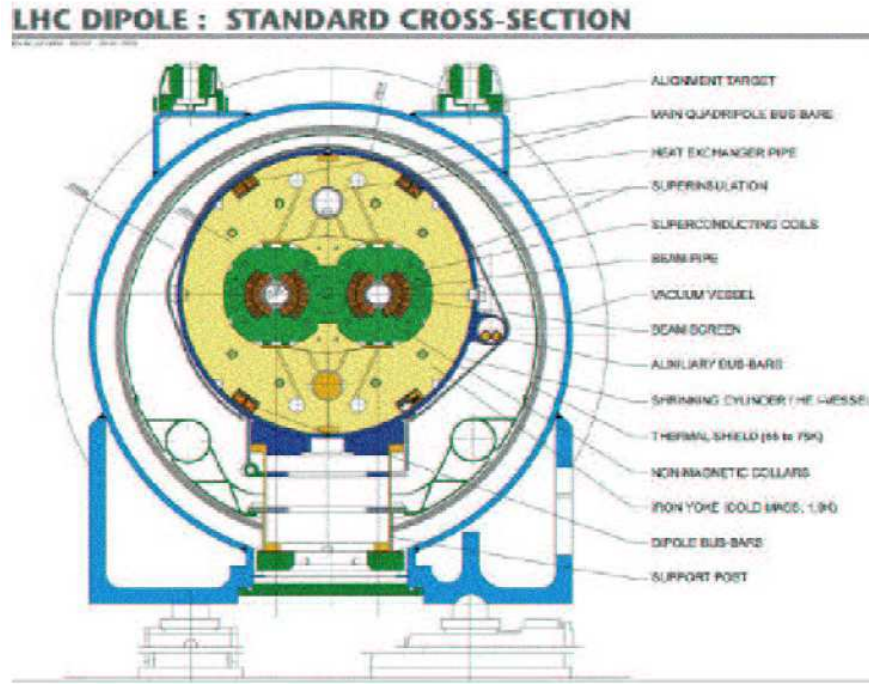 LHC DIPOLE : STANDARD CROSS-SECTION
ALIGNMENT TARGET
MAIN QUADRIPOLE BUS-BARS
HEAT EXCHANGER PIPE
SUPERINSULATION
SUPERCONDUCTING COILS
BEAM PIPE
VACUUM VESSEL
BEAM SCREEN
AUXILIARY BUS-BARS
SHRINKING CYLINDER / HE I-VESSEL
THERMAL SHIELD (55 to 75K)
NON-MAGNETIC COLLARS
IRON YOKE (COLD MASS, 1.9K)
DIPOLE BUS-BARS
SUPPORT POST